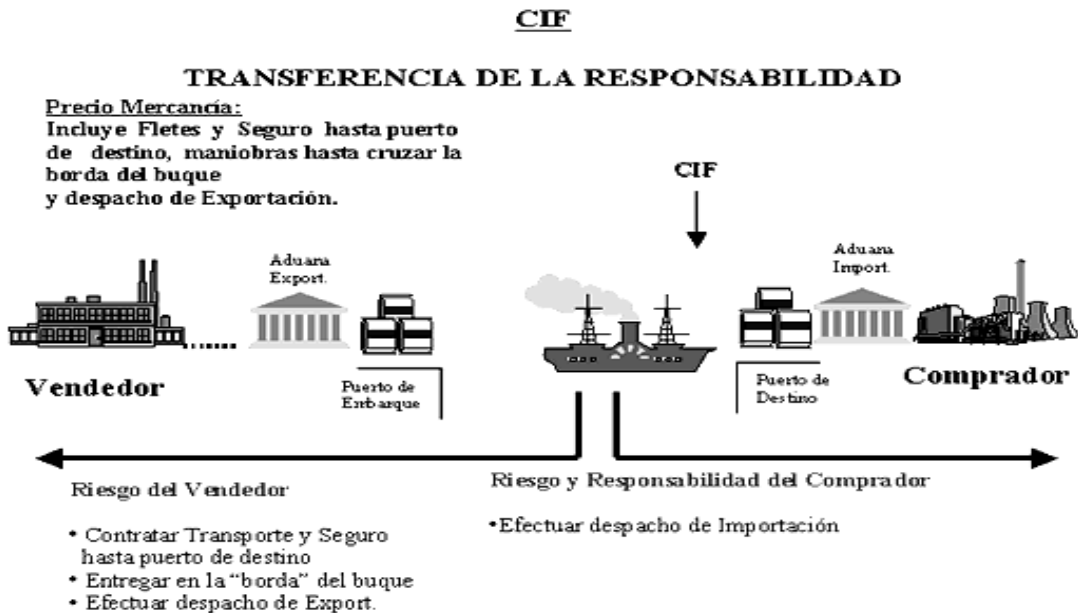 CIF
TRANSFERENCIA DE LA RESPONSABILIDAD
Precio Mercancía:
Incluye Fletes y Seguro hasta puerto
de destino, maniobras hasta cruzar la
borda del buque
y despacho de Exportación.
CIF
Aduana
Export.
Aduana
Import.
Vendedor
Puerto de
Embarque
Puerto de
Destino
Comprador
Riesgo del Vendedor
• Contratar Transporte y Seguro
hasta puerto de destino
• Entregar en la “borda” del buque
• Efectuar despacho de Export.
Riesgo y Responsabilidad del Comprador
•Efectuar despacho de Importación